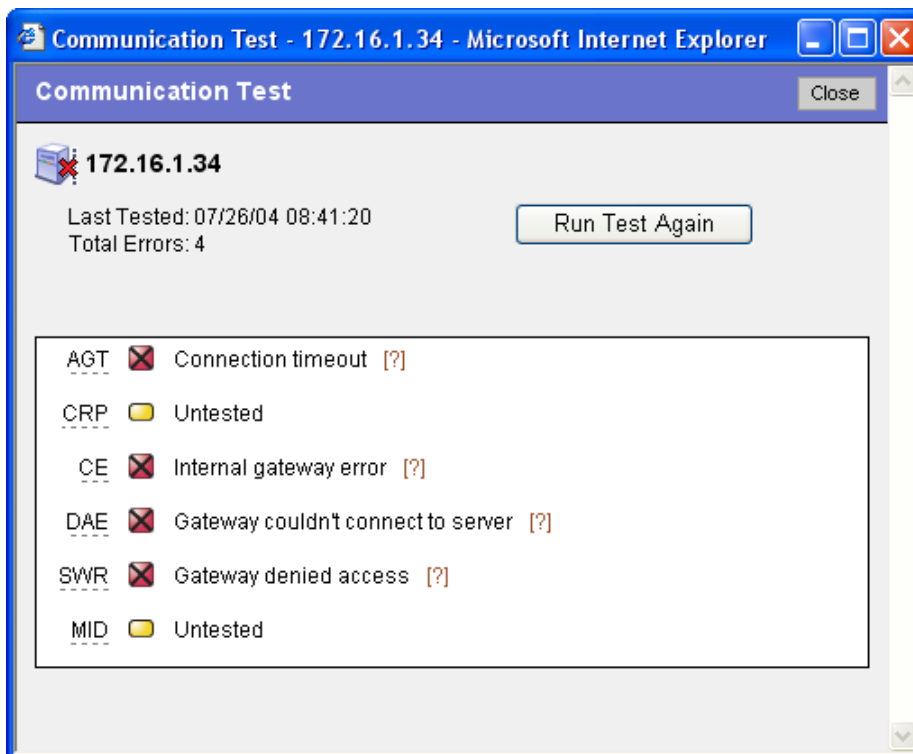 Communication Test - 172.16.1.34 - Microsoft Internet Explorer
Communication Test
Close
172.16.1.34
Last Tested: 07/26/04 08:41:20
Run Test Again
Total Errors: 4
AGT Connection timeout [?]
CRP Untested
CE Internal gateway error [?]
DAE Gateway couldn't connect to server [?]
SWR Gateway denied access [?]
MID Untested